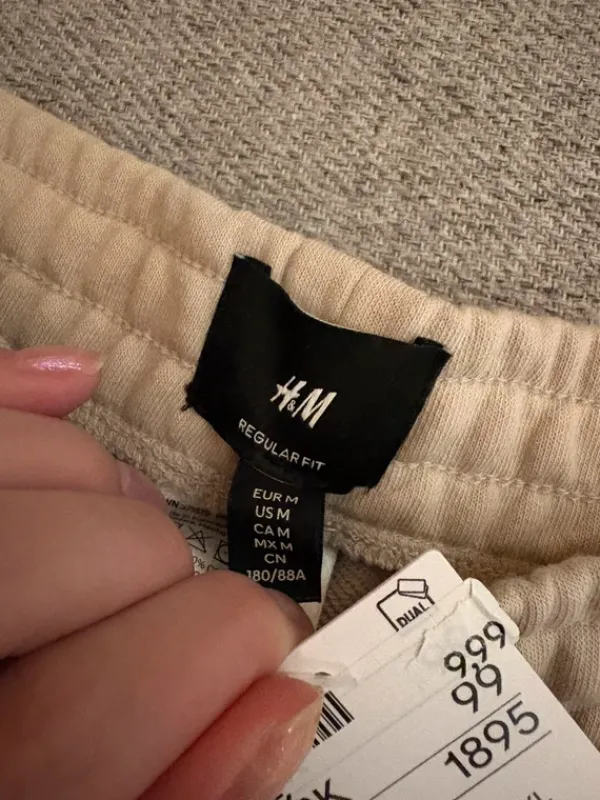 H&M
REGULAR FIT
EUR M
US M
CA M
MX M
CN
180/88A
DUAL
999
99
1895